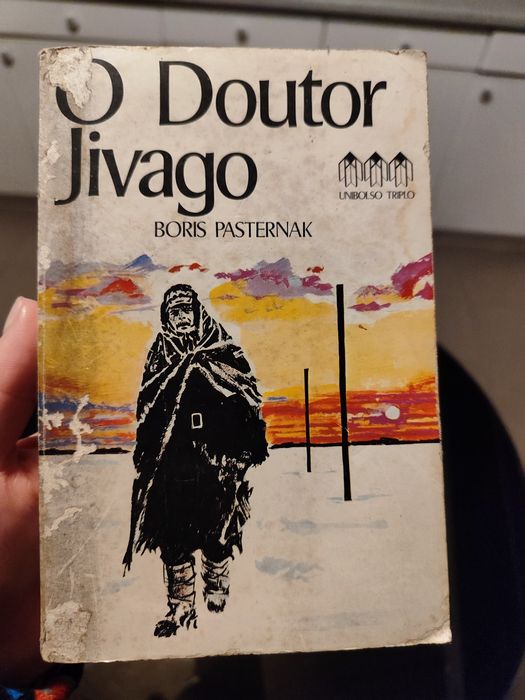 O Doutor
Jivago
UNIBOLSO TRIPLO
BORIS PASTERNAK